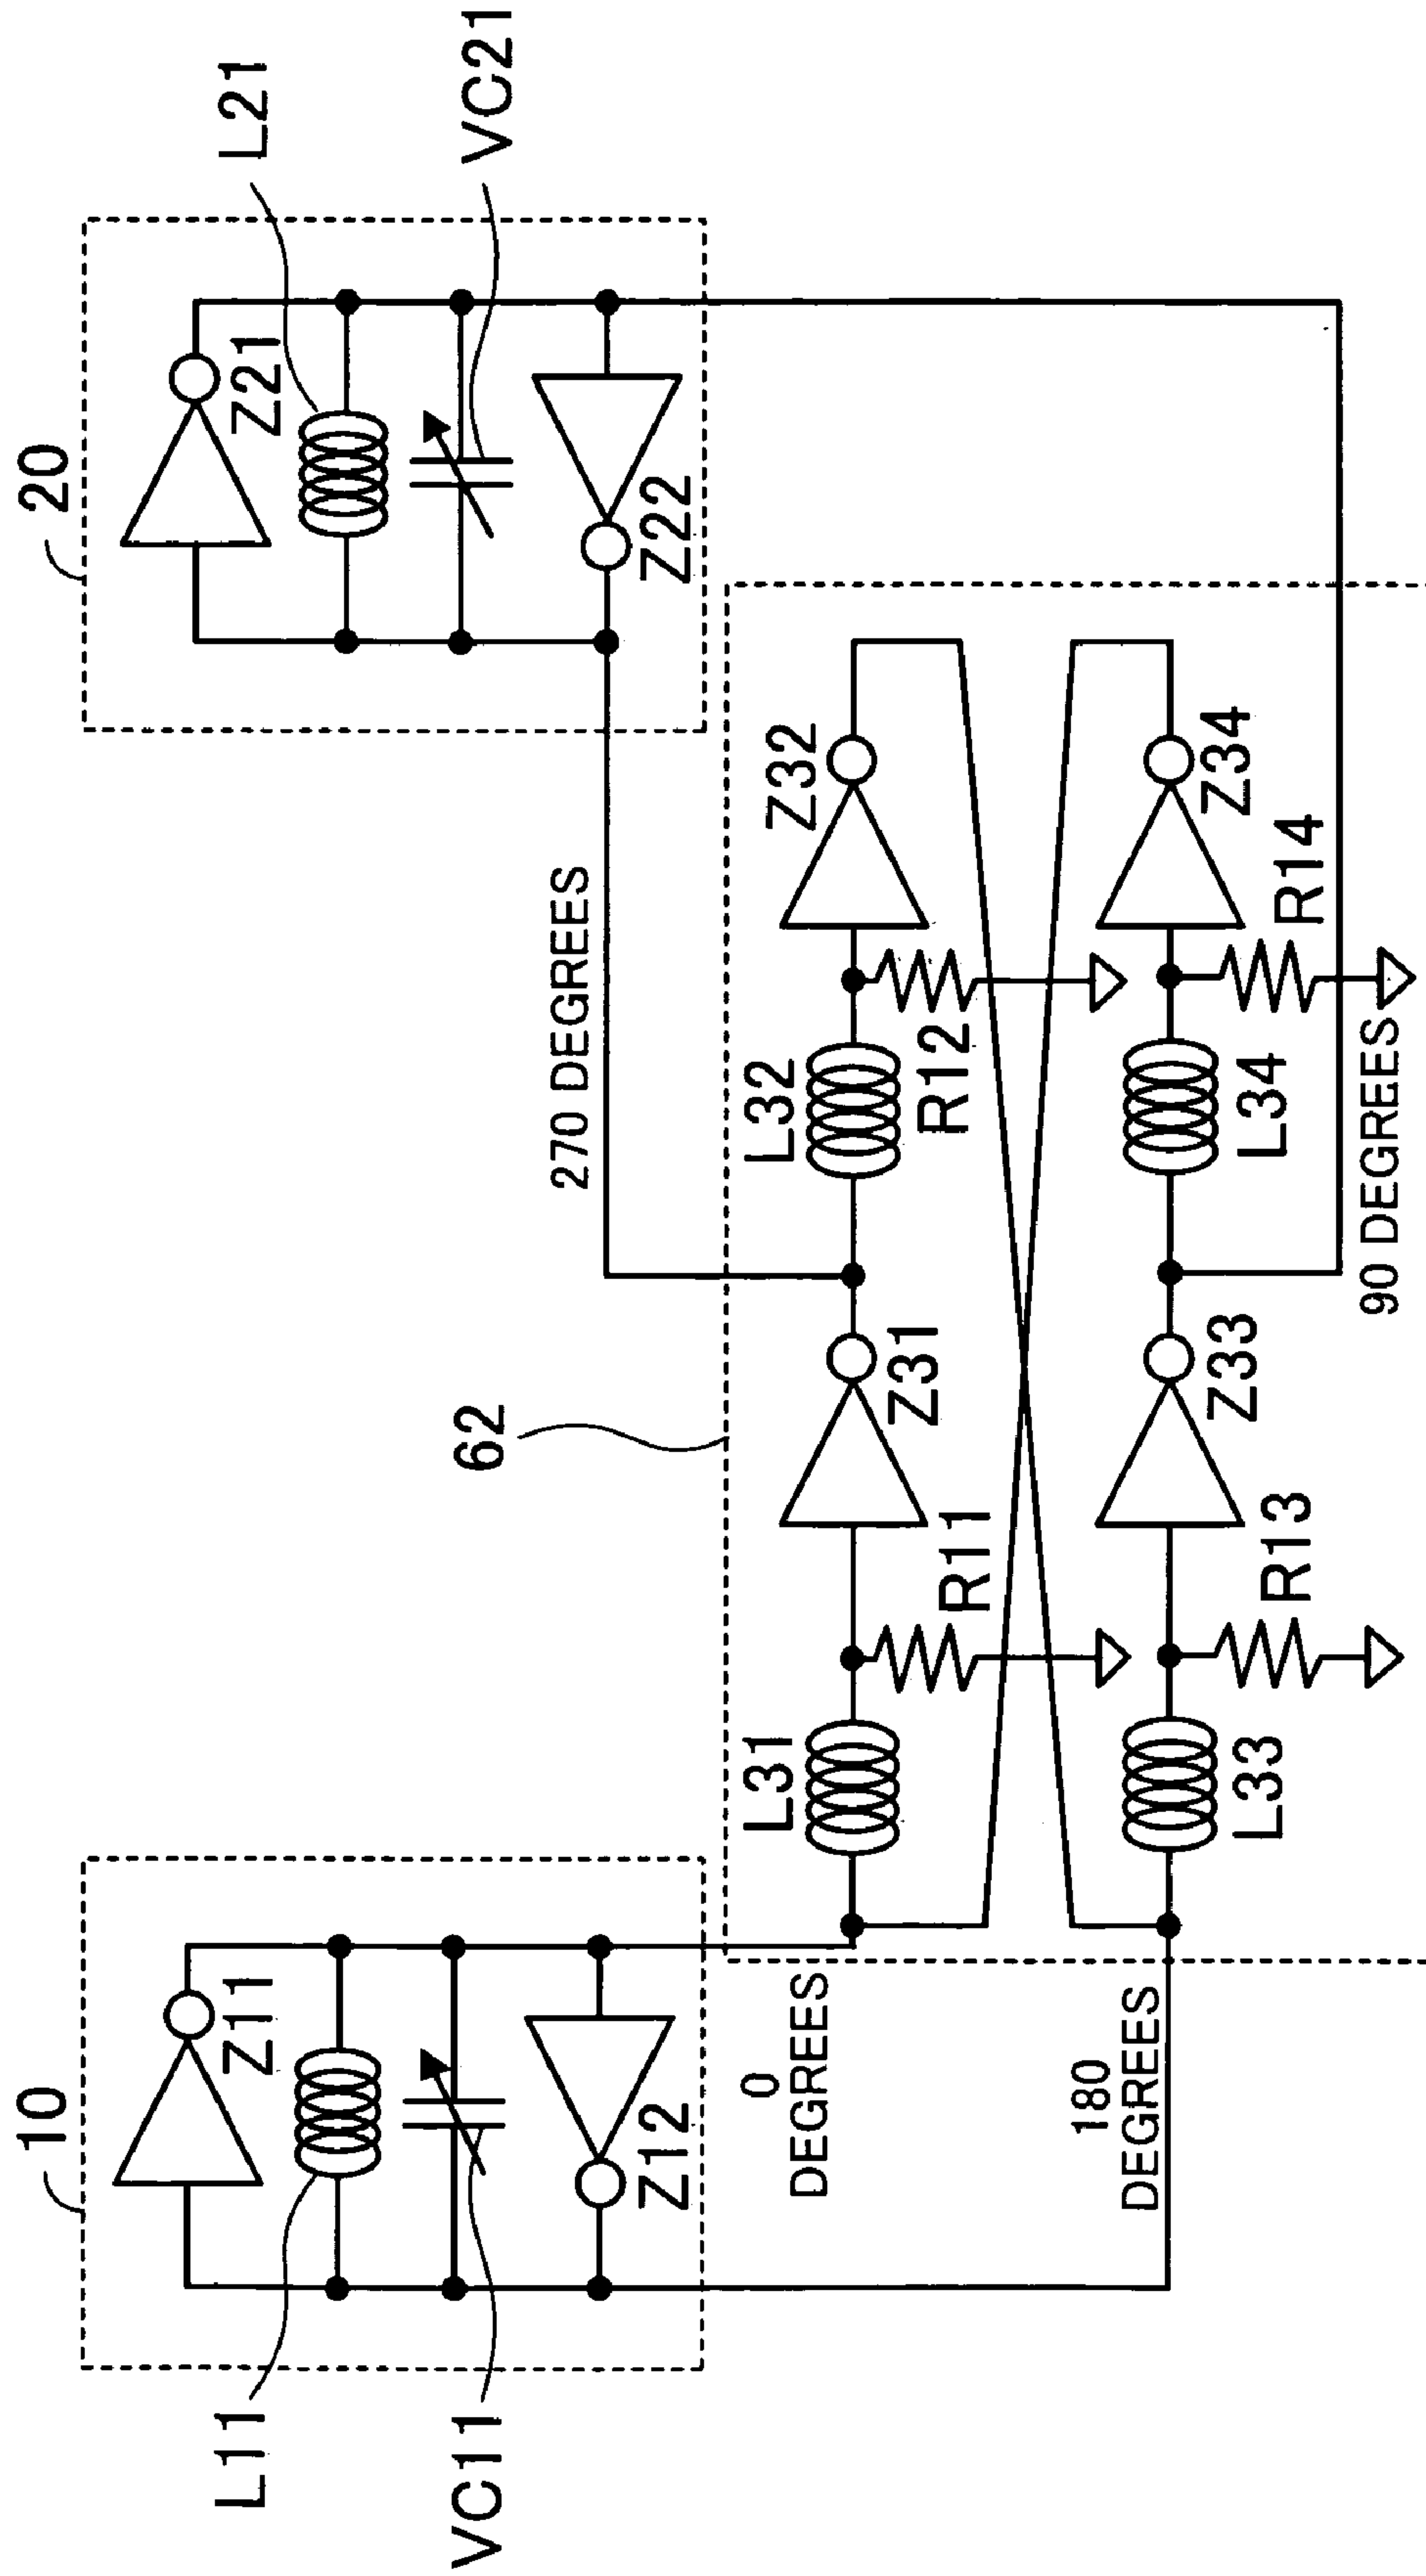 10
20
L11
Z11
VC11
Z12
L21
Z21
VC21
Z22
270 DEGREES
62
0
DEGREES
180
DEGREES
L31
R11
Z31
L32
R12
Z32
L33
R13
Z33
L34
R14
Z34
90 DEGREES